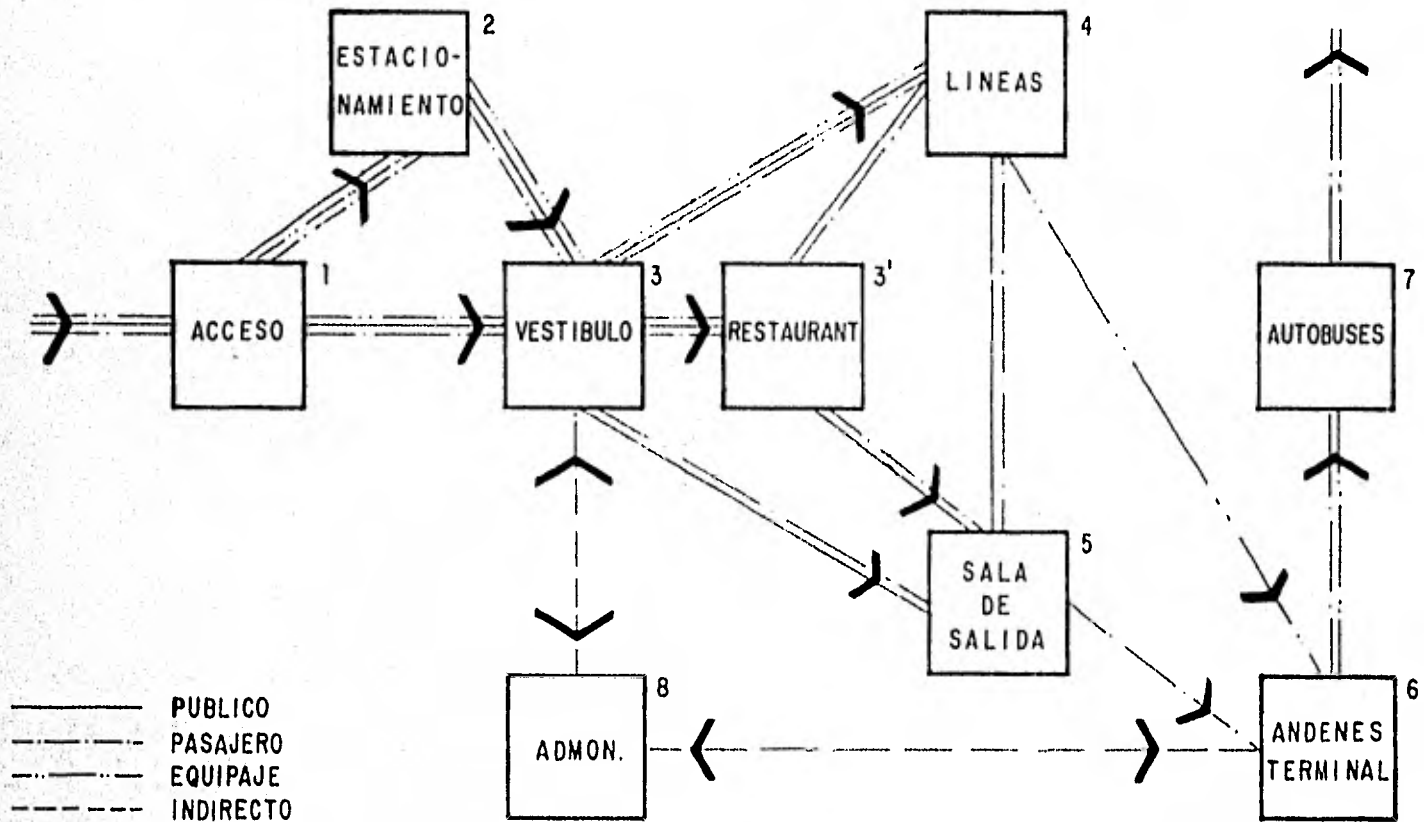 2
ESTACIO-
NAMIENTO
4
LINEAS
1
ACCESO
3
VESTIBULO
3'
RESTAURANT
7
AUTOBUSES
5
SALA
DE
SALIDA
8
ADMON.
6
ANDENES
TERMINAL
PUBLICO
PASAJERO
EQUIPAJE
INDIRECTO